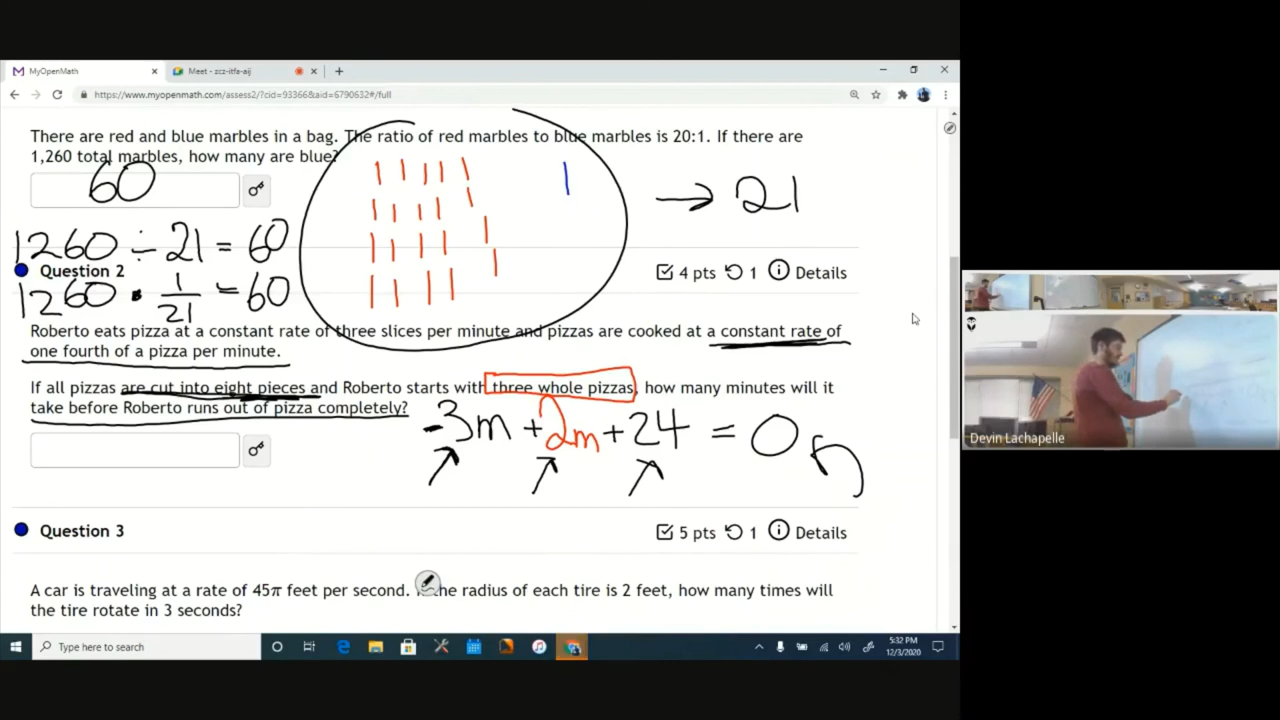 MyOpenMath
Meet - zcz-itfa-aij
https://www.myopenmath.com/assess2/?cid=93366&aid=6790632#/full
There are red and blue marbles in a bag. The ratio of red marbles to blue marbles is 20:1. If there are
1,260 total marbles, how many are blue?
60
→ 21
1260 ÷ 21 = 60
Question 2
4 pts 1 Details
1260 · 1/21 = 60
Roberto eats pizza at a constant rate of three slices per minute and pizzas are cooked at a constant rate of
one fourth of a pizza per minute.
If all pizzas are cut into eight pieces and Roberto starts with three whole pizzas, how many minutes will it
take before Roberto runs out of pizza completely?
-3m + 2m + 24 = 0
Devin Lachapelle
Question 3
5 pts 1 Details
A car is traveling at a rate of 45π feet per second. the radius of each tire is 2 feet, how many times will
the tire rotate in 3 seconds?
Type here to search
5:32 PM
12/3/2020